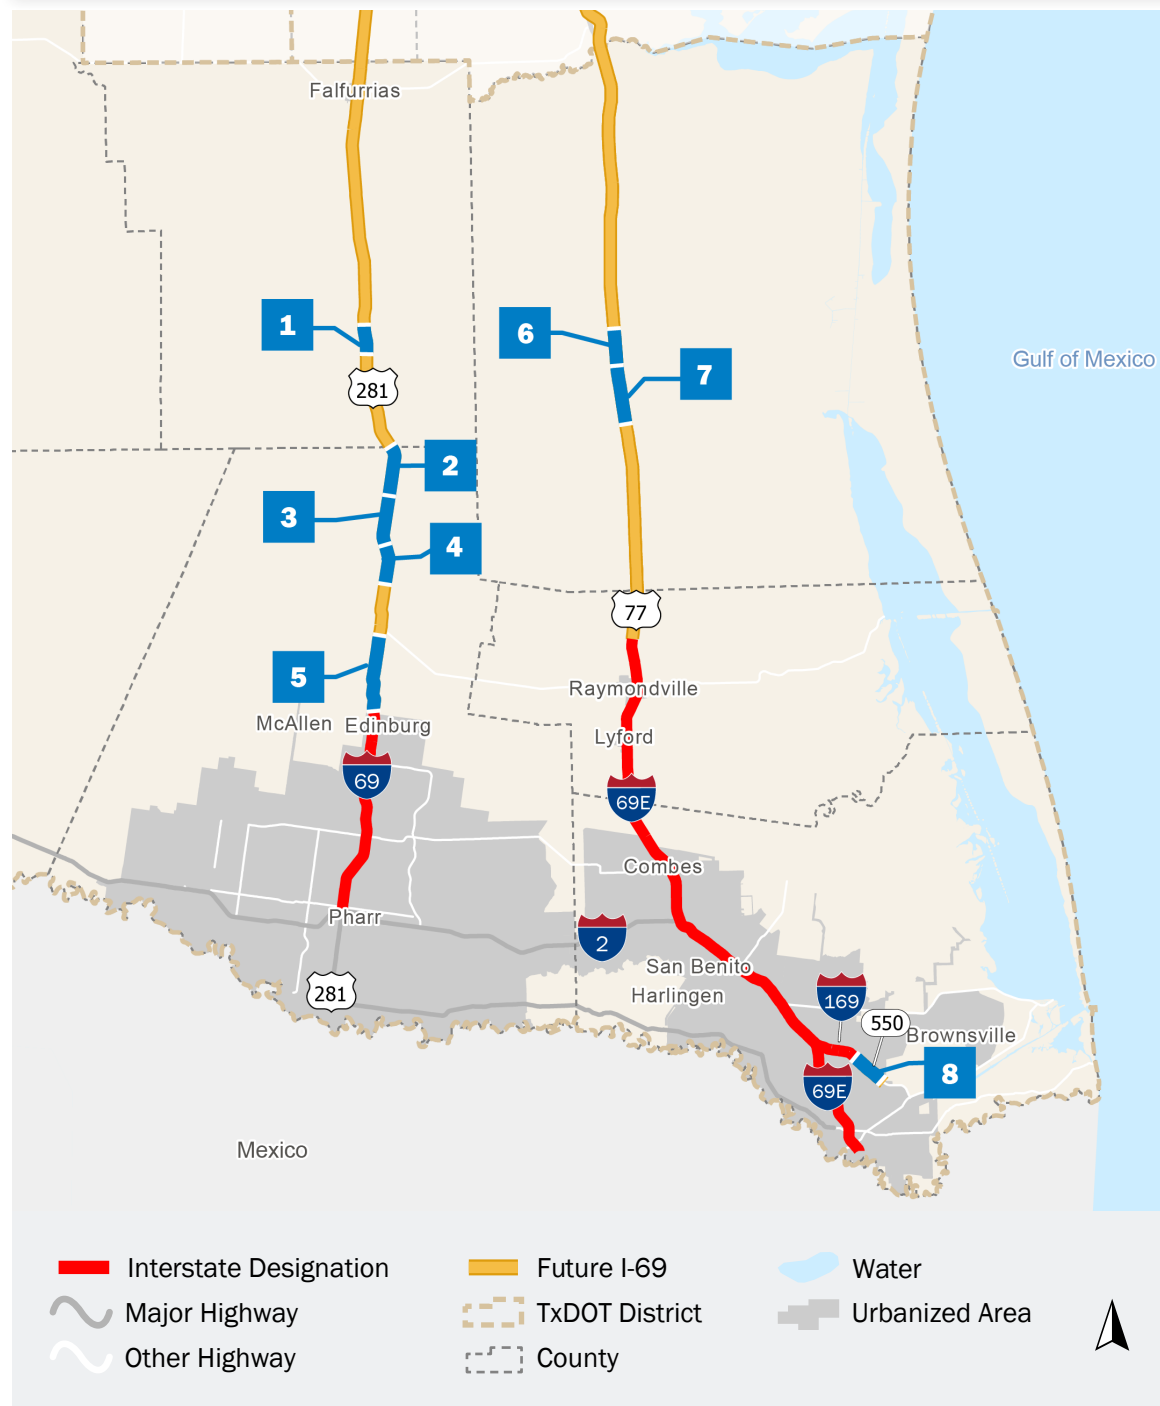 Falfurrias
1
6
Gulf of Mexico
7
281
2
3
4
77
5
Raymondville
McAllen
Edinburg
Lyford
69
69E
Combes
Pharr
2
San Benito
281
Harlingen
169
550
Brownsville
8
69E
Mexico
Interstate Designation
Future I-69
Water
Major Highway
TxDOT District
Urbanized Area
Other Highway
County